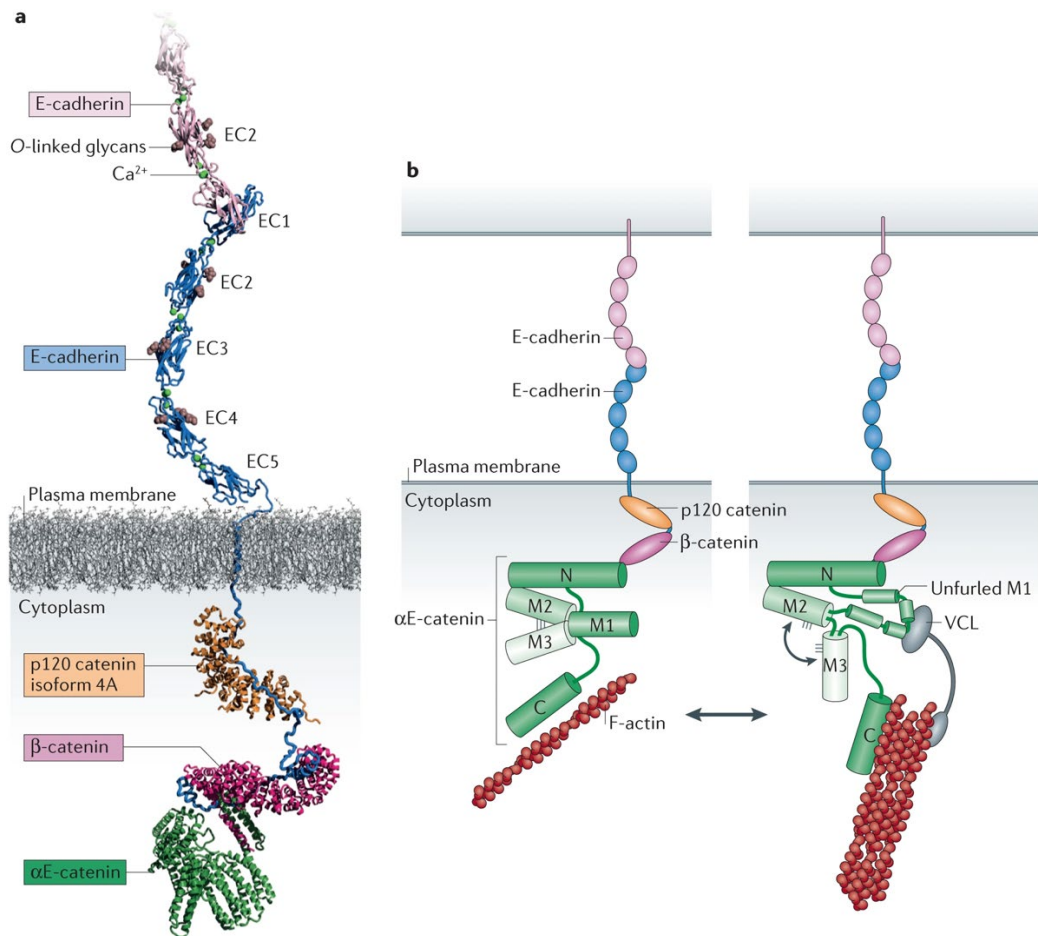 a
E-cadherin
EC2
O-linked glycans
Ca²⁺
EC1
EC2
E-cadherin
EC3
EC4
EC5
Plasma membrane
Cytoplasm
p120 catenin
isoform 4A
β-catenin
αE-catenin
b
E-cadherin
E-cadherin
Plasma membrane
Cytoplasm
p120 catenin
β-catenin
N
αE-catenin
M2
M1
M3
C
F-actin
N
Unfurled M1
M2
VCL
M3
C